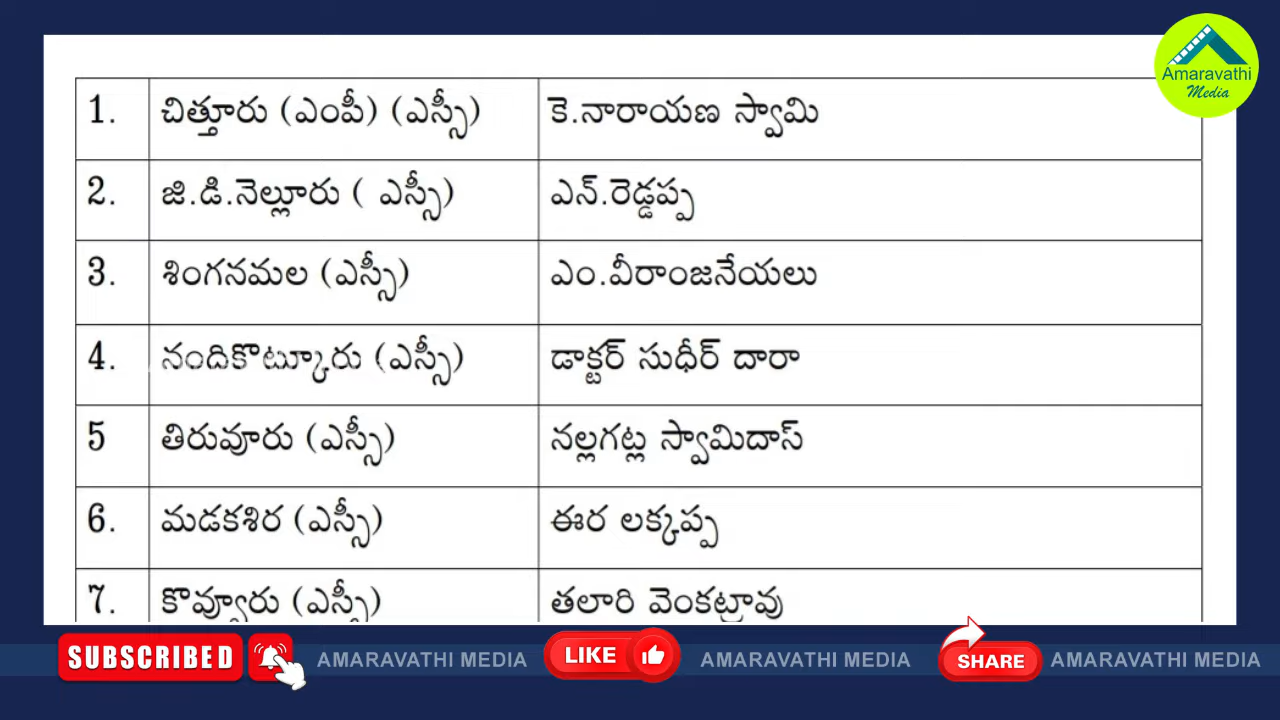 Amaravathi
Media
1. చిత్తూరు (ఎంపీ) (ఎస్సీ) కె.నారాయణ స్వామి
2. జి.డి.నెల్లూరు ( ఎస్సీ) ఎన్.రెడ్డప్ప
3. శింగనమల (ఎస్సీ) ఎం.వీరాంజనేయలు
4. నందికొట్కూరు (ఎస్సీ) డాక్టర్ సుధీర్ దారా
5 తిరువూరు (ఎస్సీ) నల్లగట్ల స్వామిదాస్
6. మడకశిర (ఎస్సీ) ఈర లక్కప్ప
7. కొవ్వూరు (ఎస్సీ) తలారి వెంకట్రావు
SUBSCRIBED AMARAVATHI MEDIA LIKE AMARAVATHI MEDIA SHARE AMARAVATHI MEDIA